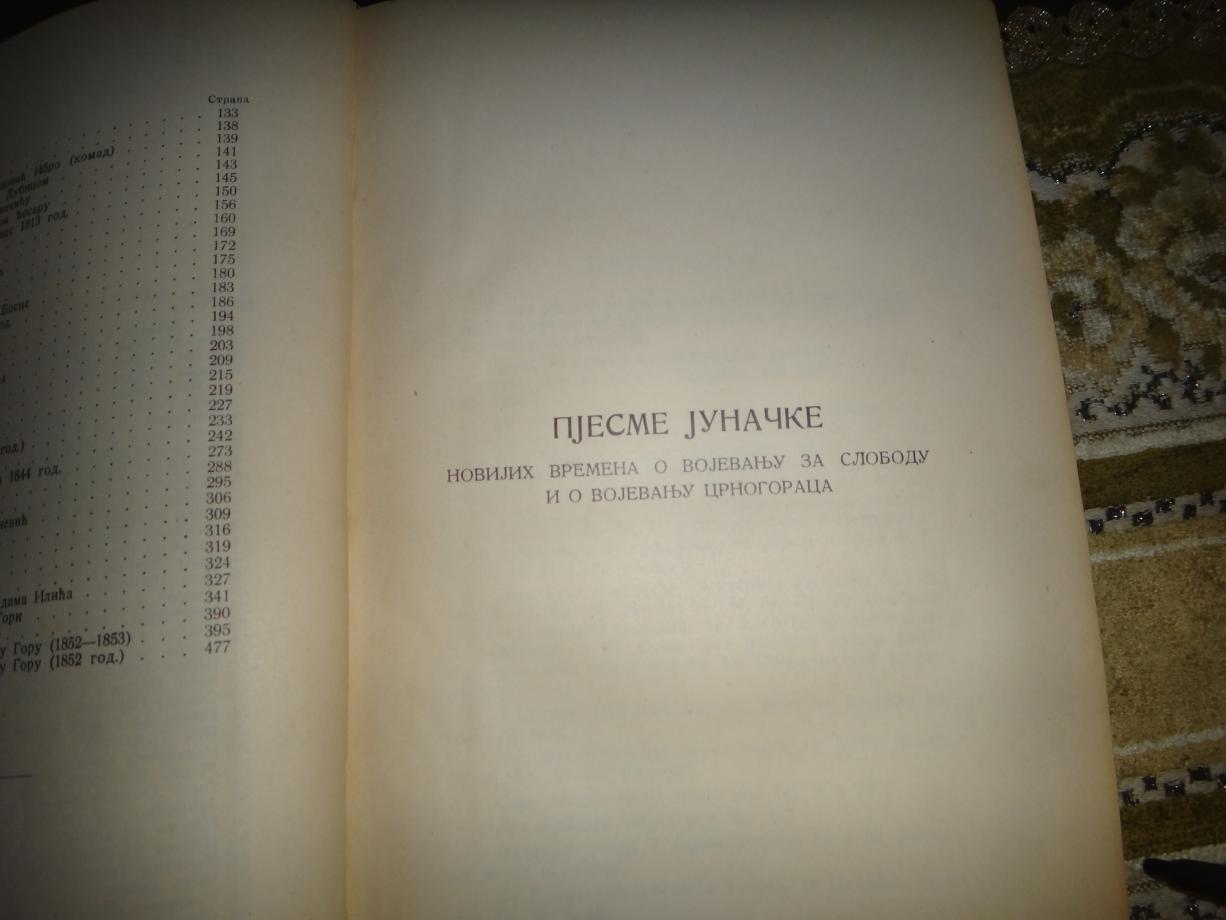 Страна
133
138
139
Ибро (комад) 141
Дубицом 143
145
ћесару 150
1813 год. 156
160
169
172
175
180
183
Босне 186
194
198
203
209
215
219
227
233
год.) 242
273
1844 год. 288
295
306
309
316
319
324
327
дама Илића 341
Гори 390
у Гору (1852—1853) 395
у Гору (1852 год.) 477
ПЈЕСМЕ ЈУНАЧКЕ
НОВИЈИХ ВРЕМЕНА О ВОЈЕВАЊУ ЗА СЛОБОДУ
И О ВОЈЕВАЊУ ЦРНОГОРАЦА